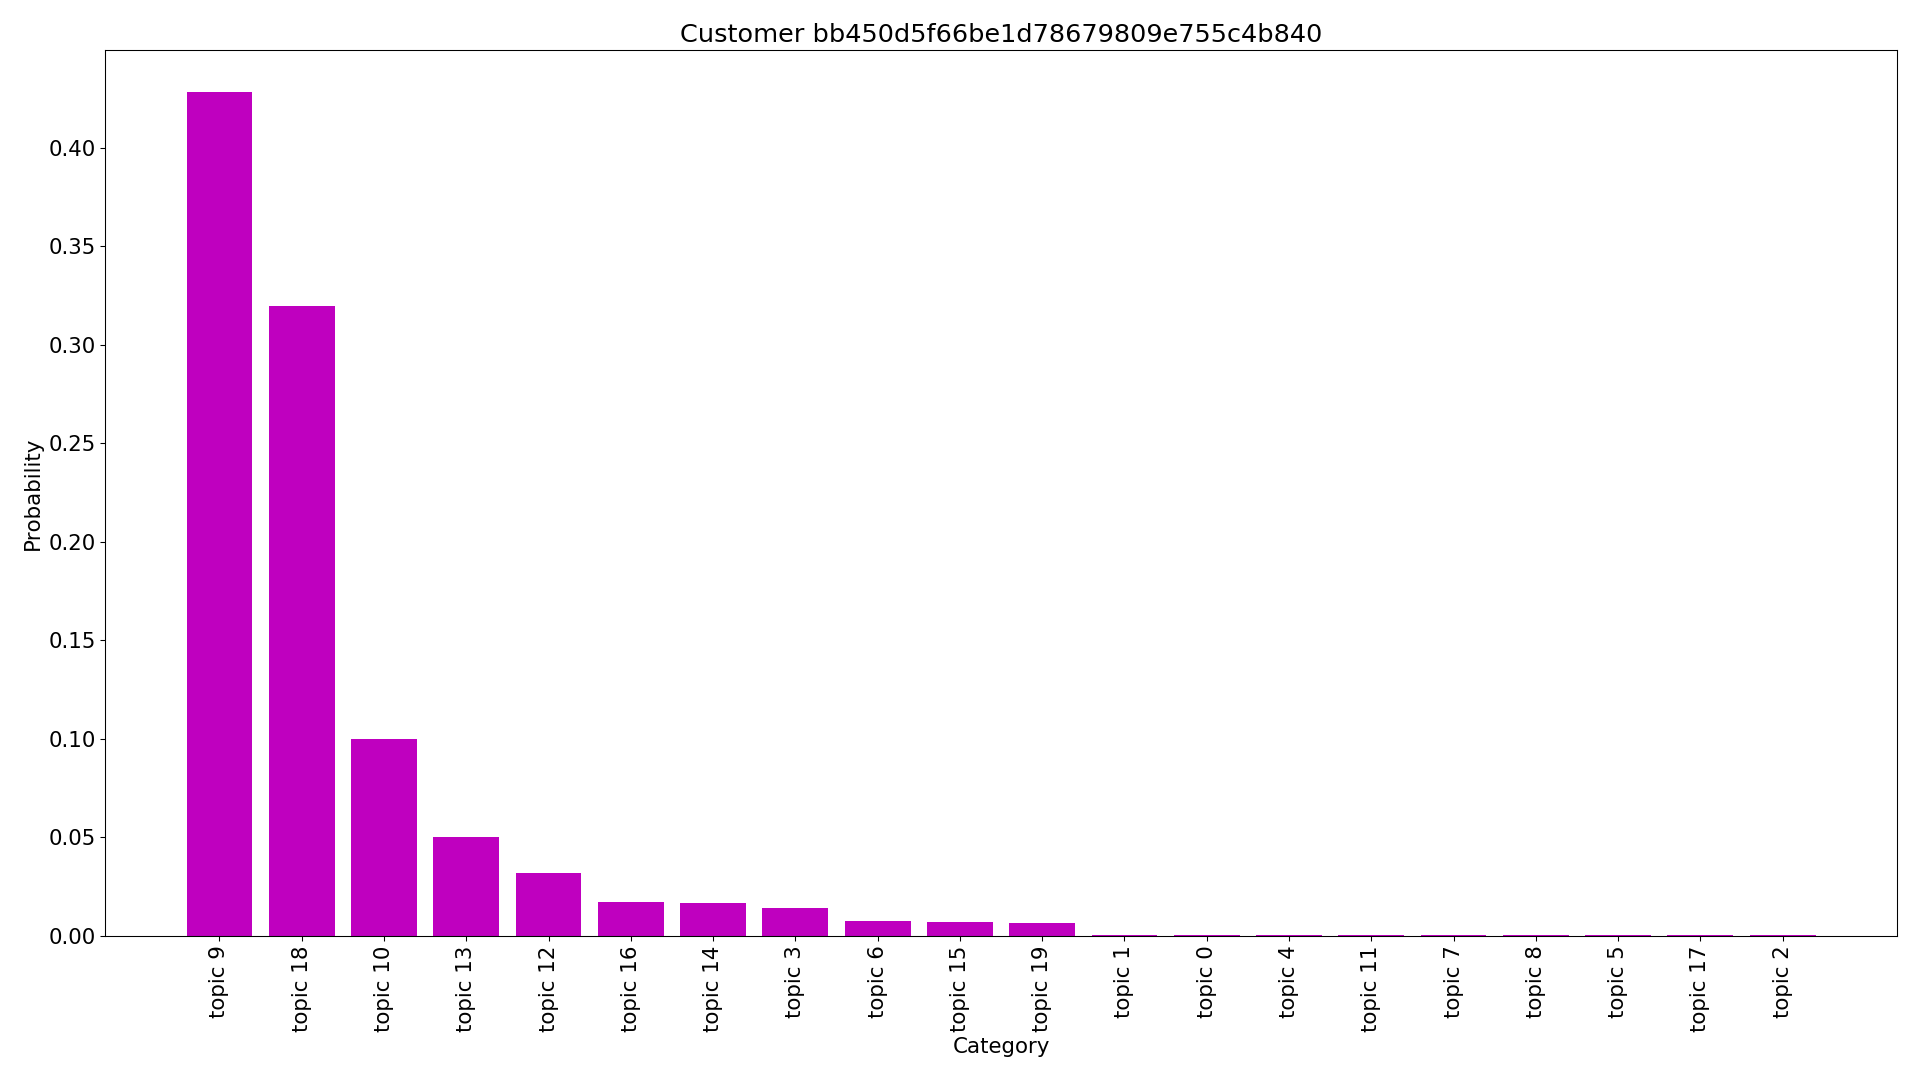 Customer bb450d5f66be1d78679809e755c4b840
Probability
0.40
0.35
0.30
0.25
0.20
0.15
0.10
0.05
0.00
topic 9
topic 18
topic 10
topic 13
topic 12
topic 16
topic 14
topic 3
topic 6
topic 15
topic 19
topic 1
topic 0
topic 4
topic 11
topic 7
topic 8
topic 5
topic 17
topic 2
Category